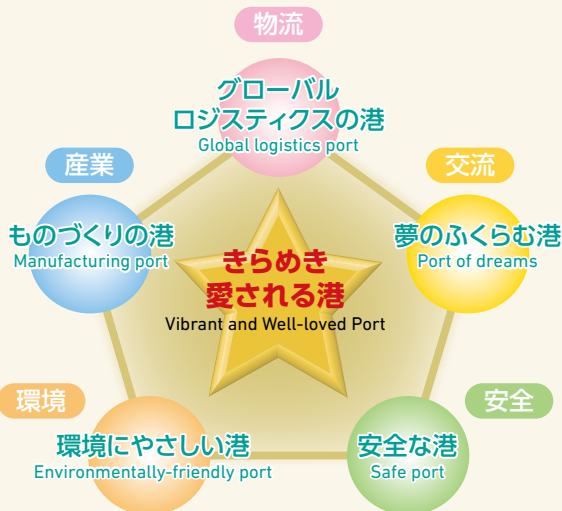 物流
グローバル
ロジスティクスの港
Global logistics port
産業
ものづくりの港
Manufacturing port
交流
夢のふくらむ港
Port of dreams
きらめき
愛される港
Vibrant and Well-loved Port
環境
環境にやさしい港
Environmentally-friendly port
安全
安全な港
Safe port